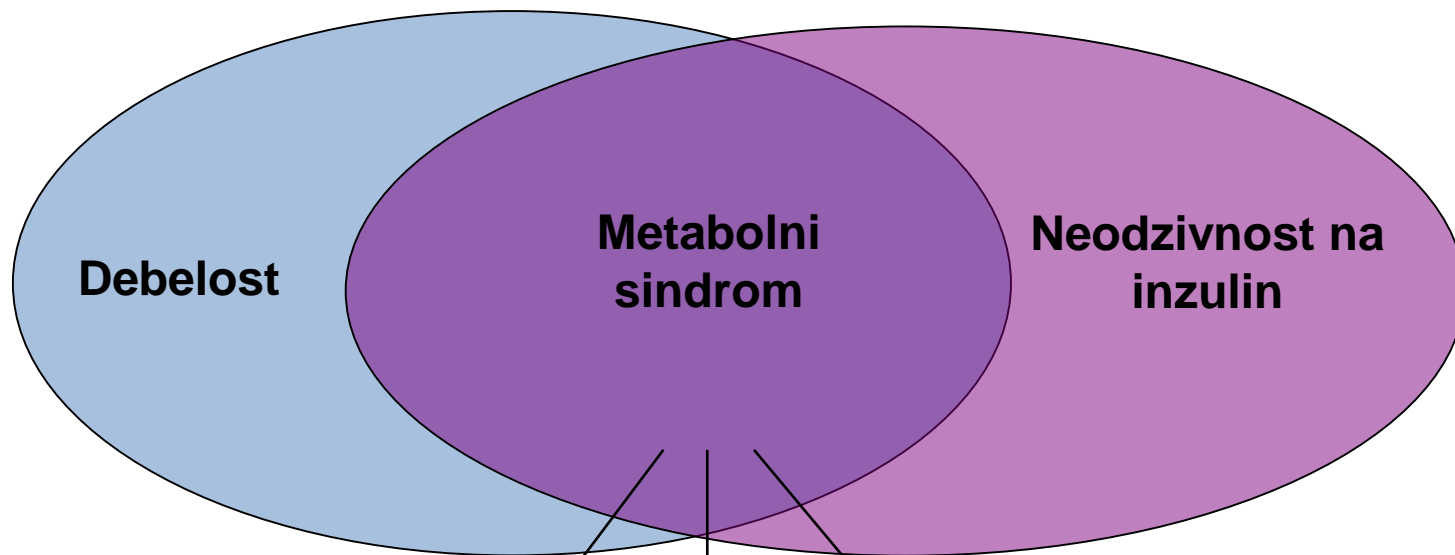 Debelost
Metabolni
sindrom
Neodzivnost na
inzulin